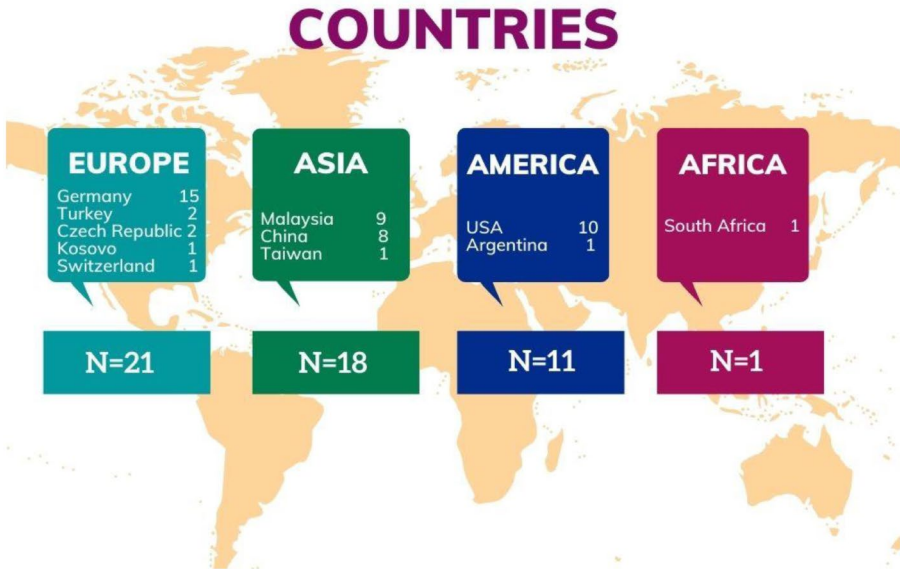 COUNTRIES
EUROPE
Germany 15
Turkey 2
Czech Republic 2
Kosovo 1
Switzerland 1
N=21
ASIA
Malaysia 9
China 8
Taiwan 1
N=18
AMERICA
USA 10
Argentina 1
N=11
AFRICA
South Africa 1
N=1